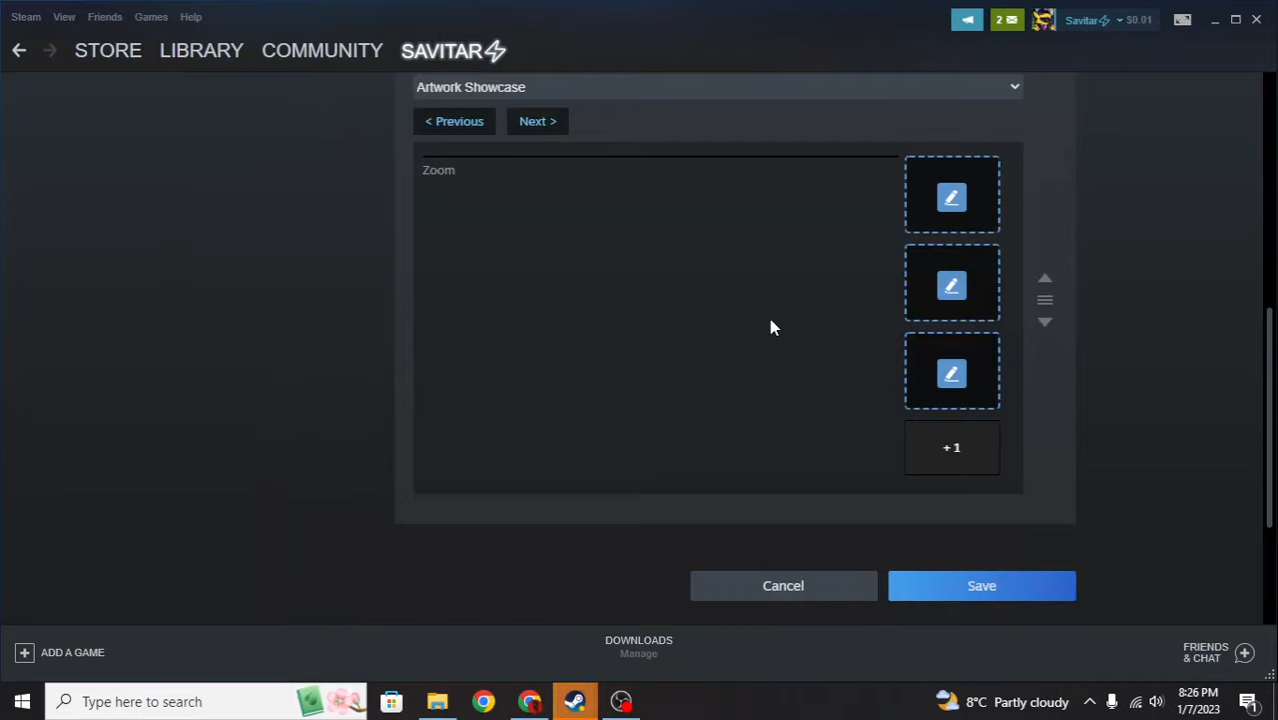 Steam View Friends Games Help
2 Savitar⚡ $0.01
STORE LIBRARY COMMUNITY SAVITAR⚡
Artwork Showcase
< Previous Next >
Zoom
+ 1
Cancel Save
ADD A GAME
DOWNLOADS
Manage
FRIENDS
& CHAT
Type here to search
8°C Partly cloudy
8:26 PM
1/7/2023
1